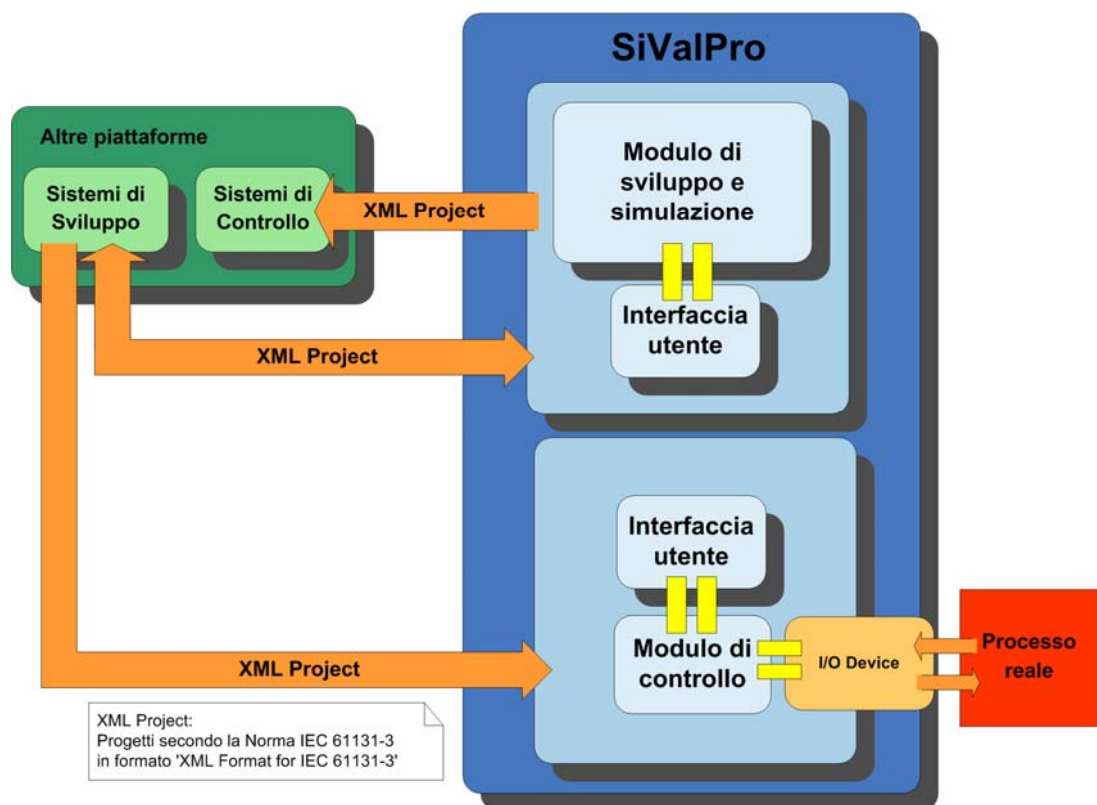 SiValPro
Altre piattaforme
Sistemi di
Sviluppo
Sistemi di
Controllo
XML Project
Modulo di
sviluppo e
simulazione
Interfaccia
utente
XML Project
Interfaccia
utente
Modulo di
controllo
I/O Device
Processo
reale
XML Project
XML Project:
Progetti secondo la Norma IEC 61131-3
in formato 'XML Format for IEC 61131-3'